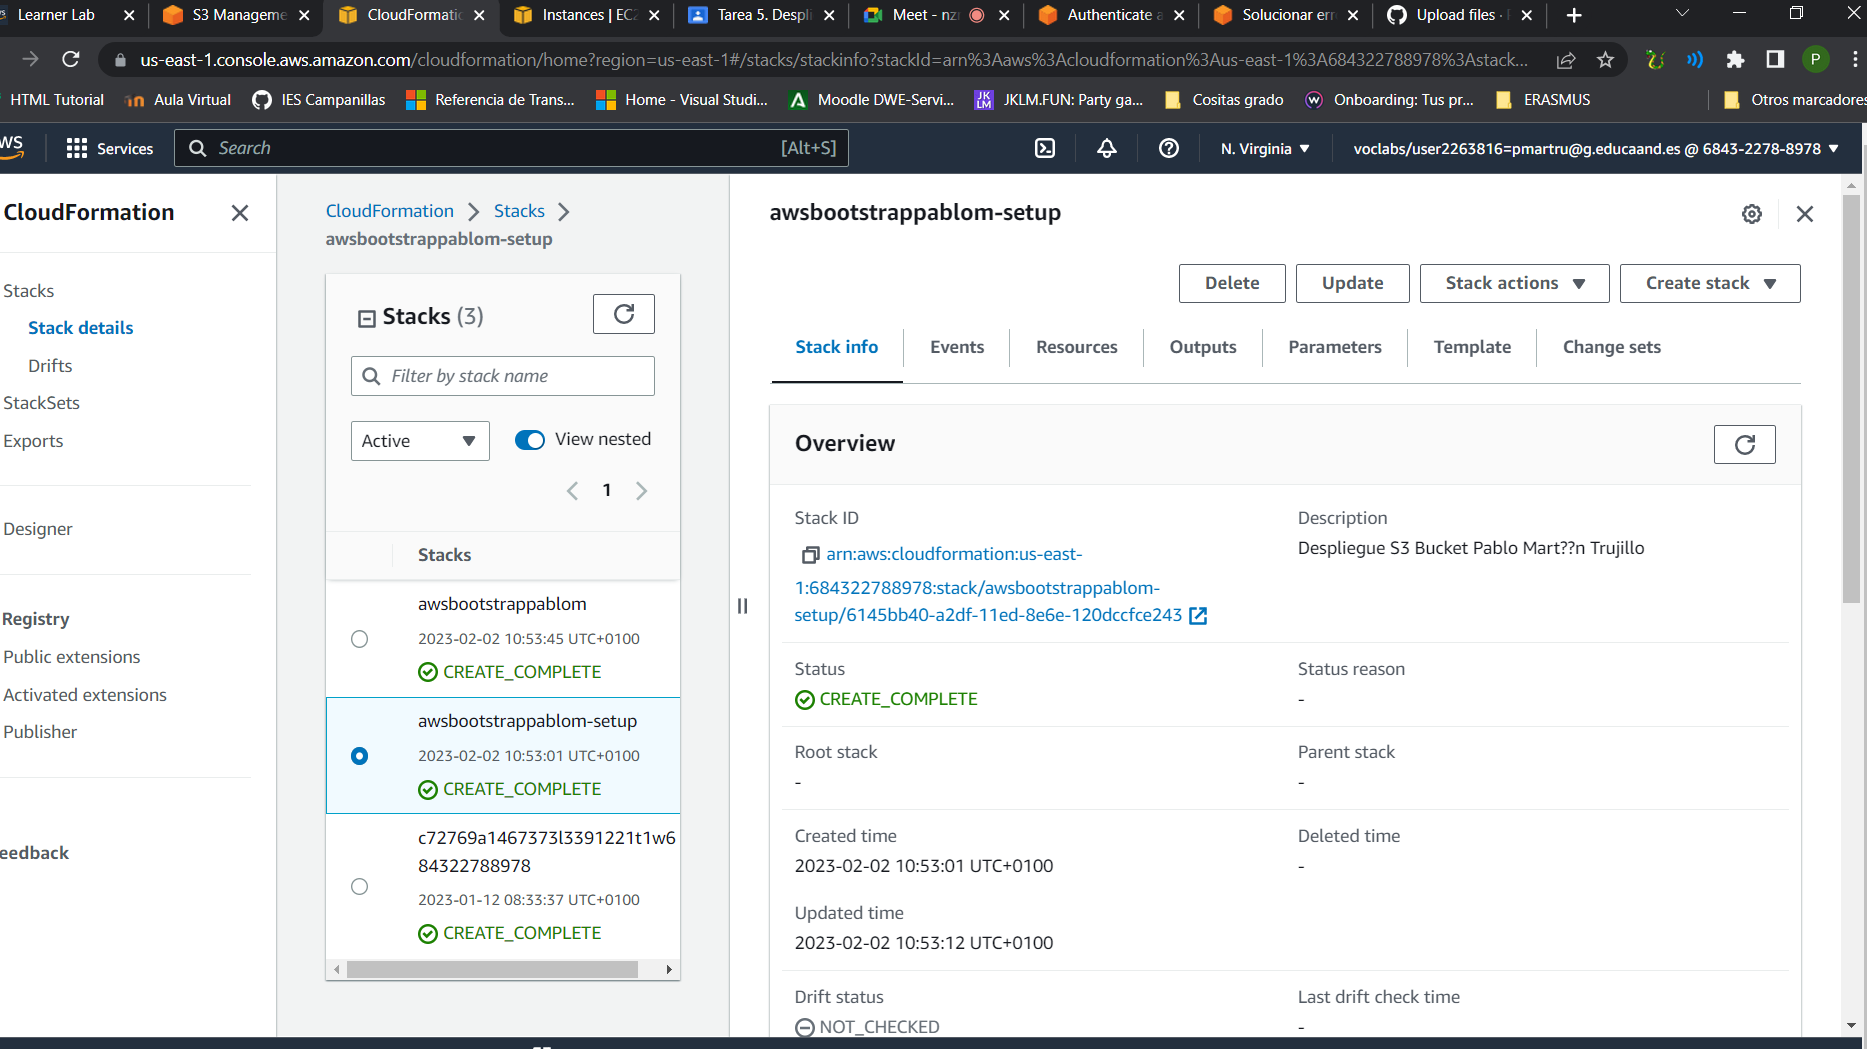 Learner Lab
S3 Manageme
CloudFormatic
Instances | EC2
Tarea 5. Despli
Meet - nzr
Authenticate a
Solucionar err
Upload files ·
us-east-1.console.aws.amazon.com/cloudformation/home?region=us-east-1#/stacks/stackinfo?stackId=arn%3Aaws%3Acloudformation%3Aus-east-1%3A684322788978%3Astack...
P
HTML Tutorial
Aula Virtual
IES Campanillas
Referencia de Trans...
Home - Visual Studi...
Moodle DWE-Servi...
JKLM.FUN: Party ga...
Cositas grado
Onboarding: Tus pr...
ERASMUS
Otros marcadores
WS
Services
Search
[Alt+S]
N. Virginia
voclabs/user2263816=pmartru@g.educaand.es @ 6843-2278-8978
CloudFormation
Stacks
Stack details
Drifts
StackSets
Exports
Designer
Registry
Public extensions
Activated extensions
Publisher
eedback
CloudFormation
Stacks
awsbootstrappablom-setup
Stacks (3)
Filter by stack name
Active
View nested
1
Stacks
awsbootstrappablom
2023-02-02 10:53:45 UTC+0100
CREATE_COMPLETE
awsbootstrappablom-setup
2023-02-02 10:53:01 UTC+0100
CREATE_COMPLETE
c72769a1467373l3391221t1w6
84322788978
2023-01-12 08:33:37 UTC+0100
CREATE_COMPLETE
awsbootstrappablom-setup
Delete
Update
Stack actions
Create stack
Stack info
Events
Resources
Outputs
Parameters
Template
Change sets
Overview
Stack ID
arn:aws:cloudformation:us-east-
1:684322788978:stack/awsbootstrappablom-
setup/6145bb40-a2df-11ed-8e6e-120dccfce243
Description
Despliegue S3 Bucket Pablo Mart??n Trujillo
Status
CREATE_COMPLETE
Status reason
-
Root stack
-
Parent stack
-
Created time
2023-02-02 10:53:01 UTC+0100
Deleted time
-
Updated time
2023-02-02 10:53:12 UTC+0100
Drift status
NOT_CHECKED
Last drift check time
-